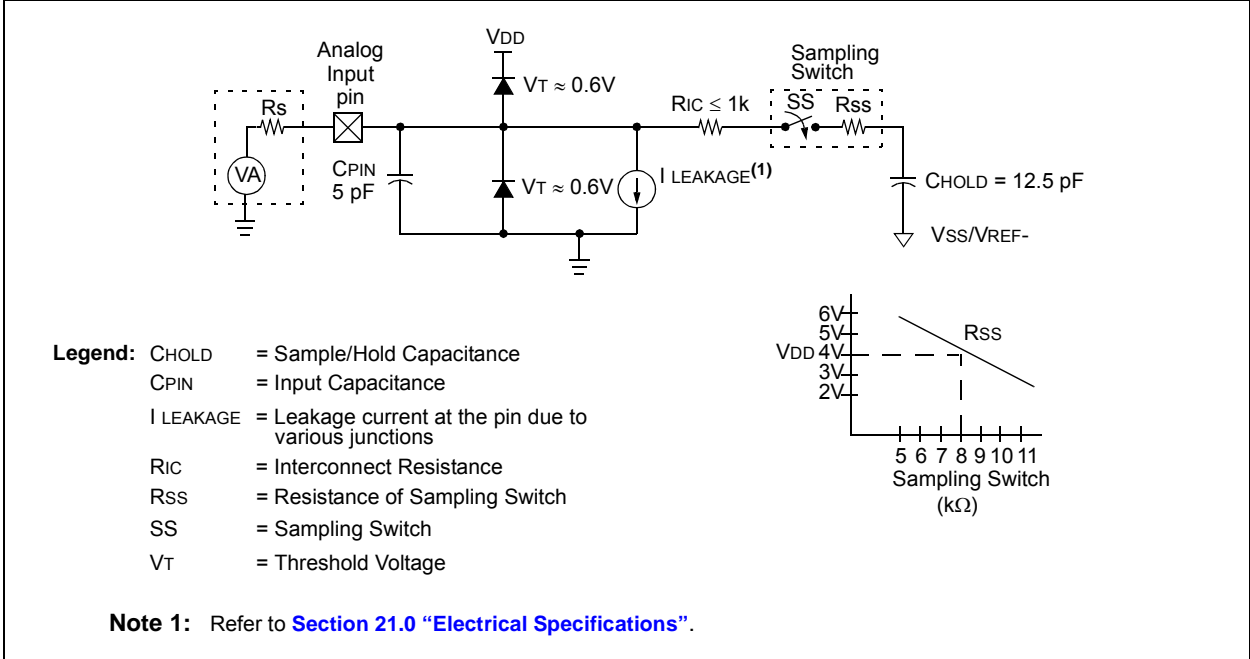 VDD
Analog
Input
pin
VT ≈ 0.6V
Sampling
Switch
Rs
RIC ≤ 1k
SS
Rss
VA
CPIN
5 pF
VT ≈ 0.6V
I LEAKAGE(1)
CHOLD = 12.5 pF
VSS/VREF-
6V
5V
VDD 4V
3V
2V
RSS
5 6 7 8 9 10 11
Sampling Switch
(kΩ)
Legend: CHOLD = Sample/Hold Capacitance
CPIN = Input Capacitance
I LEAKAGE = Leakage current at the pin due to
various junctions
RIC = Interconnect Resistance
RSS = Resistance of Sampling Switch
SS = Sampling Switch
VT = Threshold Voltage
Note 1: Refer to Section 21.0 “Electrical Specifications”.